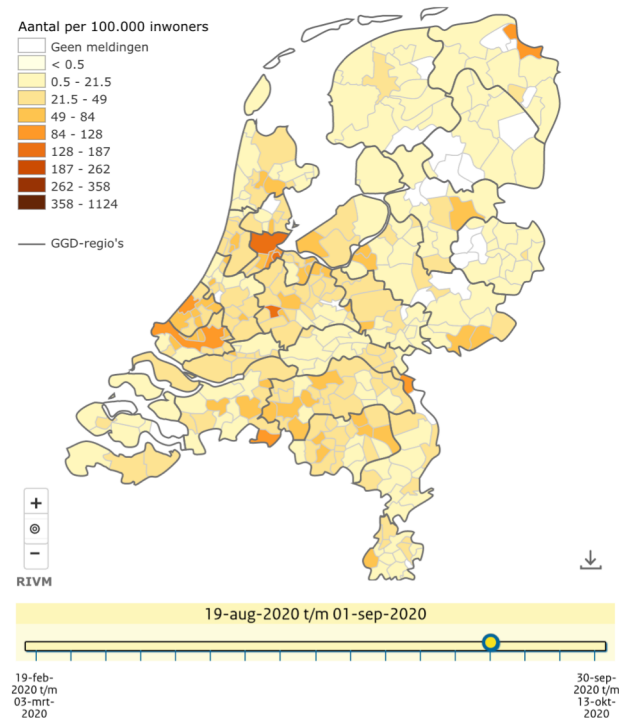 Aantal per 100.000 inwoners
Geen meldingen
< 0.5
0.5 - 21.5
21.5 - 49
49 - 84
84 - 128
128 - 187
187 - 262
262 - 358
358 - 1124
GGD-regio's
+
−
RIVM
19-aug-2020 t/m 01-sep-2020
19-feb-
2020 t/m
03-mrt-
2020
30-sep-
2020 t/m
13-okt-
2020